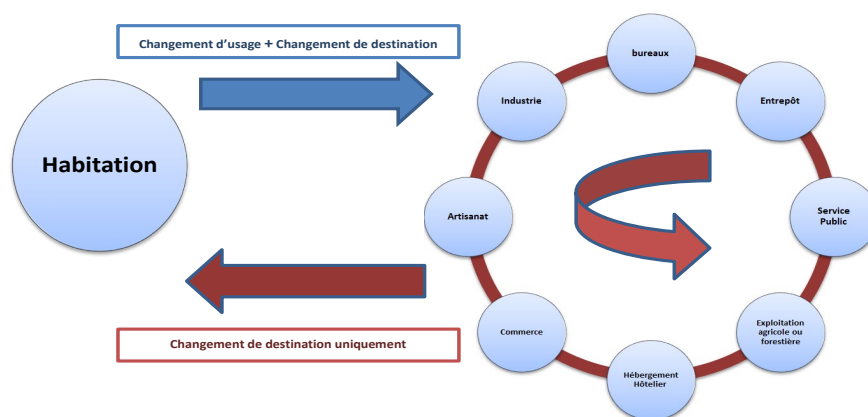 Changement d'usage + Changement de destination
Habitation
bureaux
Industrie
Entrepôt
Artisanat
Service
Public
Commerce
Exploitation
agricole ou
forestière
Hébergement
Hôtelier
Changement de destination uniquement